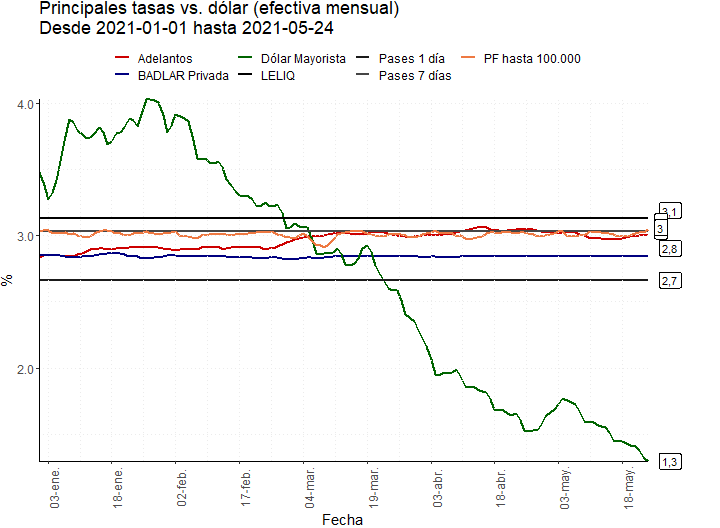 Principales tasas vs. dólar (efectiva mensual)
Desde 2021-01-01 hasta 2021-05-24
Adelantos Dólar Mayorista Pases 1 día PF hasta 100.000
BADLAR Privada LELIQ Pases 7 días
4.0
3.0
2.0
%
3,1
3
2,8
2,7
1,3
03-ene. 18-ene. 02-feb. 17-feb. 04-mar. 19-mar. 03-abr. 18-abr. 03-may. 18-may.
Fecha